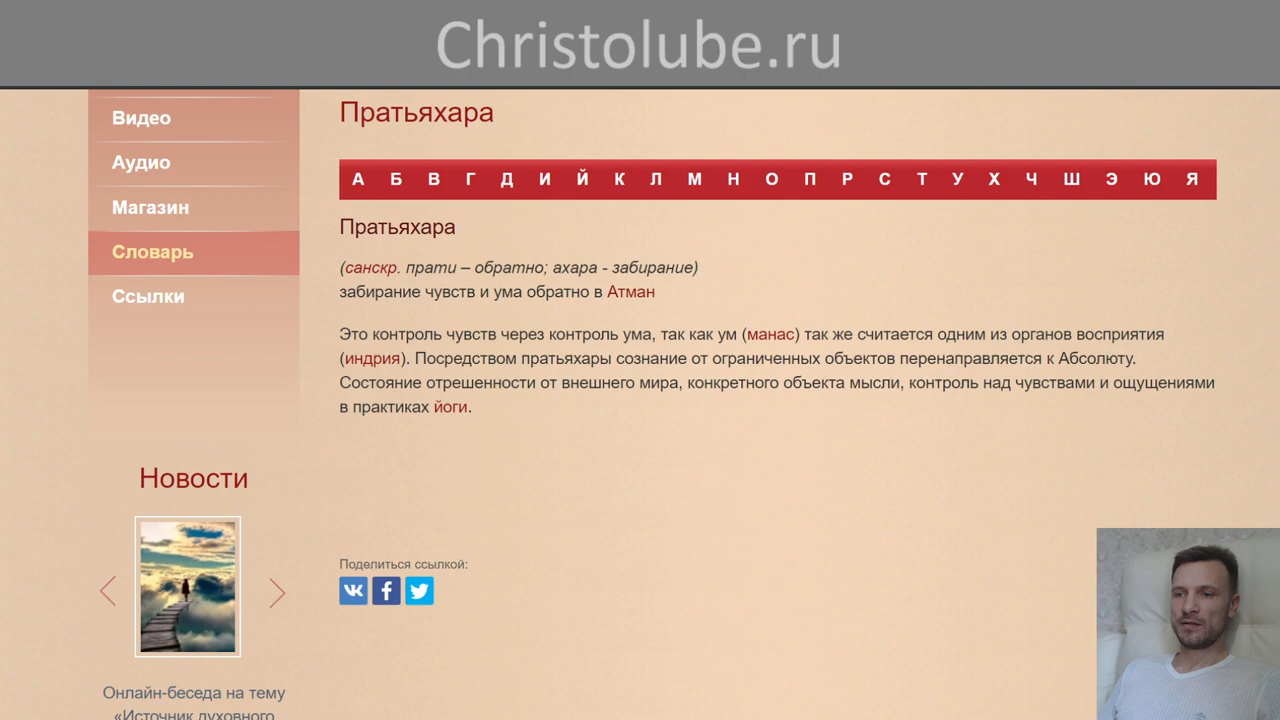 Christolube.ru
Видео
Аудио
Магазин
Словарь
Ссылки
Новости
Онлайн-беседа на тему
«Источник духовного
Пратьяхара
А Б В Г Д И Й К Л М Н О П Р С Т У Х Ч Ш Э Ю Я
Пратьяхара
(санскр. прати – обратно; ахара - забирание)
забирание чувств и ума обратно в Атман
Это контроль чувств через контроль ума, так как ум (манас) так же считается одним из органов восприятия
(индрия). Посредством пратьяхары сознание от ограниченных объектов перенаправляется к Абсолюту.
Состояние отрешенности от внешнего мира, конкретного объекта мысли, контроль над чувствами и ощущениями
в практиках йоги.
Поделиться ссылкой: